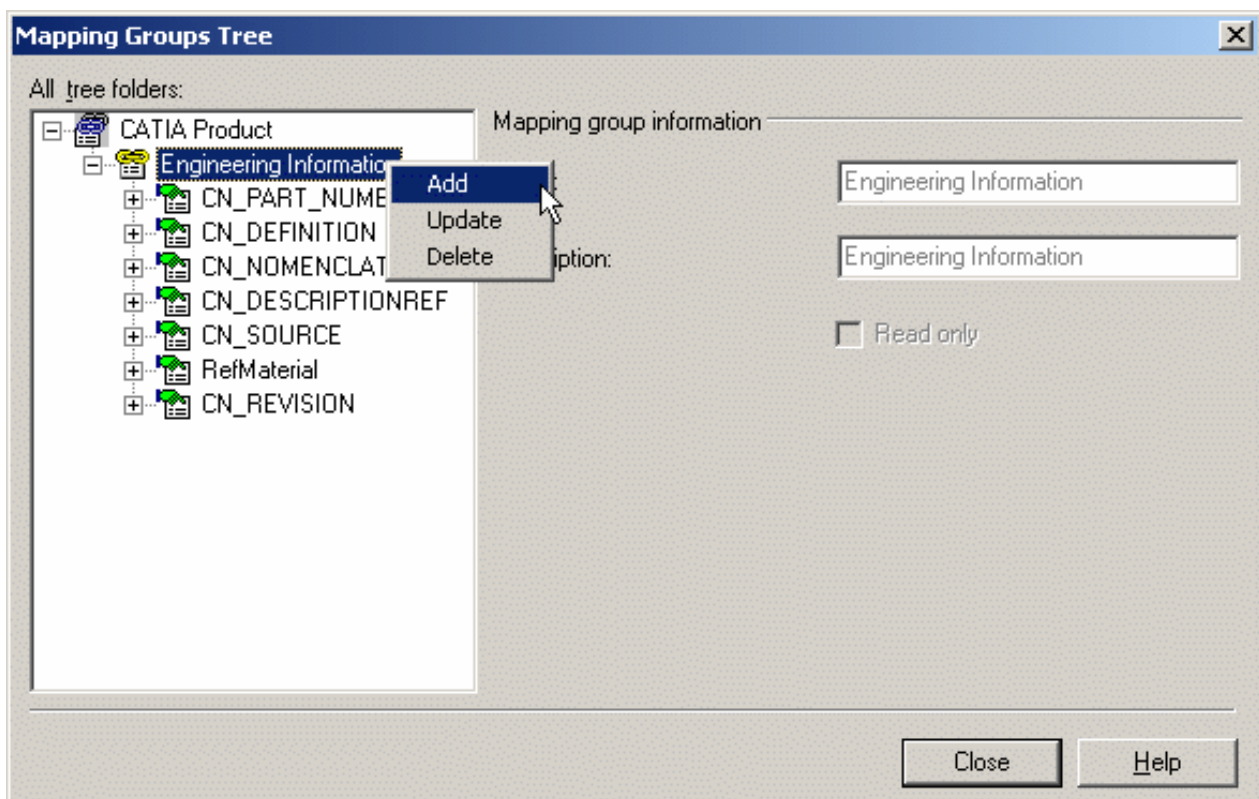 Mapping Groups Tree
All tree folders:
CATIA Product
Mapping group information
Engineering Informatio
Add
Engineering Information
CN_PART_NUME
Update
CN_DEFINITION
Delete
iption:
Engineering Information
CN_NOMENCLAT
CN_DESCRIPTIONREF
CN_SOURCE
Read only
RefMaterial
CN_REVISION
Close
Help